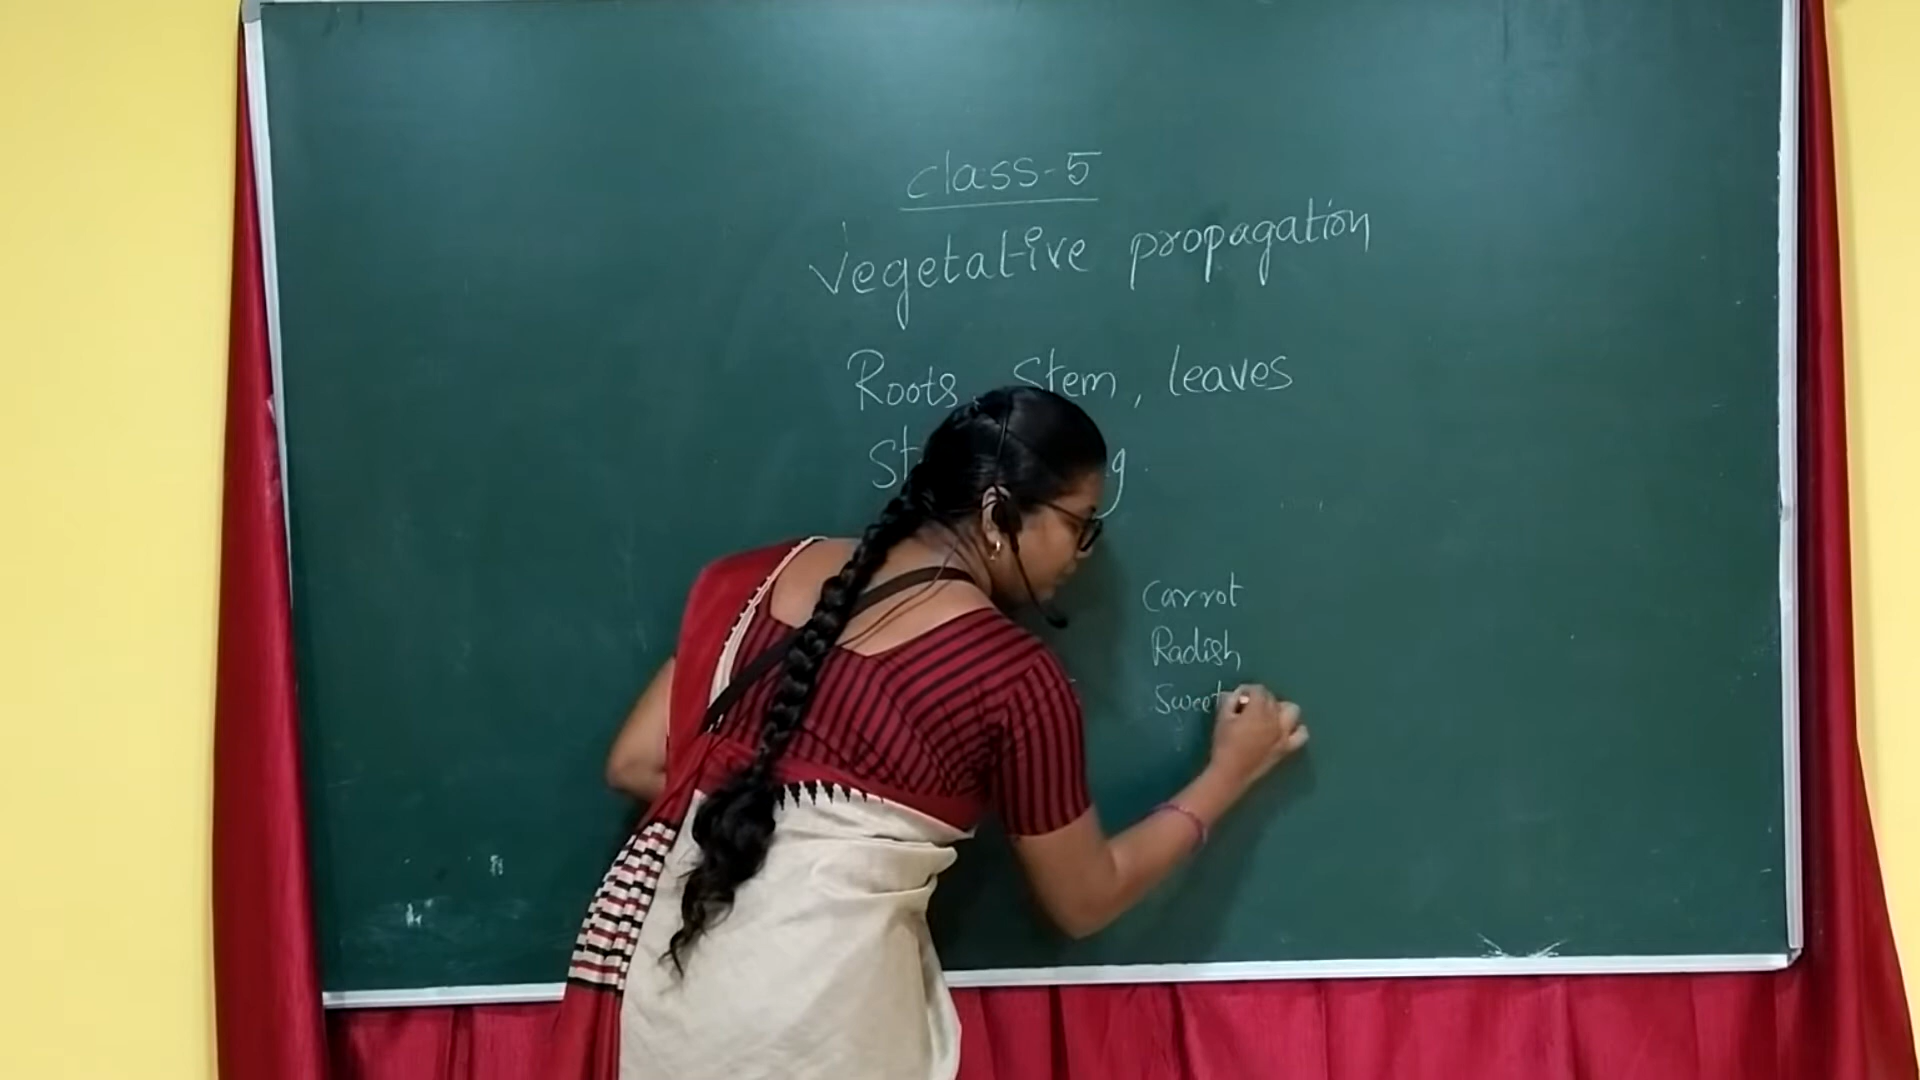 class-5
Vegetative propagation
Roots, Stem, leaves
Carrot
Radish
Sweet